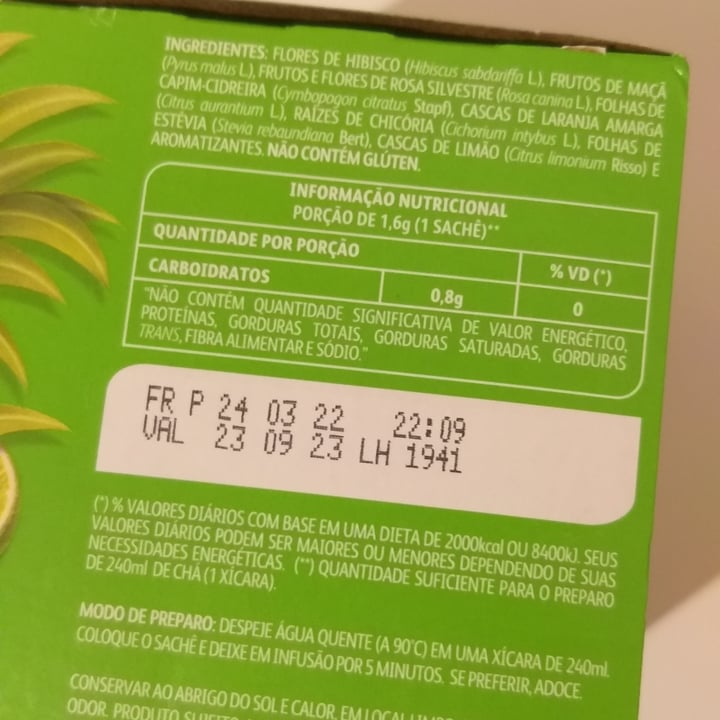 INGREDIENTES: FLORES DE HIBISCO (Hibiscus sabdariffa L.), FRUTOS DE MAÇÃ
(Pyrus malus L.), FRUTOS E FLORES DE ROSA SILVESTRE (Rosa canina L.), FOLHAS DE
CAPIM-CIDREIRA (Cymbopogon citratus Stapf), CASCAS DE LARANJA AMARGA
(Citrus aurantium L.), RAÍZES DE CHICÓRIA (Cichorium intybus L.), FOLHAS DE
ESTÉVIA (Stevia rebaundiana Bert), CASCAS DE LIMÃO (Citrus limonium Risso) E
AROMATIZANTES. NÃO CONTÉM GLÚTEN.
INFORMAÇÃO NUTRICIONAL
PORÇÃO DE 1,6g (1 SACHÊ)**
QUANTIDADE POR PORÇÃO % VD (*)
CARBOIDRATOS 0,8g 0
"NÃO CONTÉM QUANTIDADE SIGNIFICATIVA DE VALOR ENERGÉTICO,
PROTEÍNAS, GORDURAS TOTAIS, GORDURAS SATURADAS, GORDURAS
TRANS, FIBRA ALIMENTAR E SÓDIO."
FR P 24 03 22 22:09
VAL 23 09 23 LH 1941
(*) % VALORES DIÁRIOS COM BASE EM UMA DIETA DE 2000kcal OU 8400kJ. SEUS
VALORES DIÁRIOS PODEM SER MAIORES OU MENORES DEPENDENDO DE SUAS
NECESSIDADES ENERGÉTICAS. (**) QUANTIDADE SUFICIENTE PARA O PREPARO
DE 240ml DE CHÁ (1 XÍCARA).
MODO DE PREPARO: DESPEJE ÁGUA QUENTE (A 90°C) EM UMA XÍCARA DE 240ml.
COLOQUE O SACHÊ E DEIXE EM INFUSÃO POR 5 MINUTOS. SE PREFERIR, ADOCE.
CONSERVAR AO ABRIGO DO SOL E CALOR, EM LOCAL
ODOR. PRODUTO